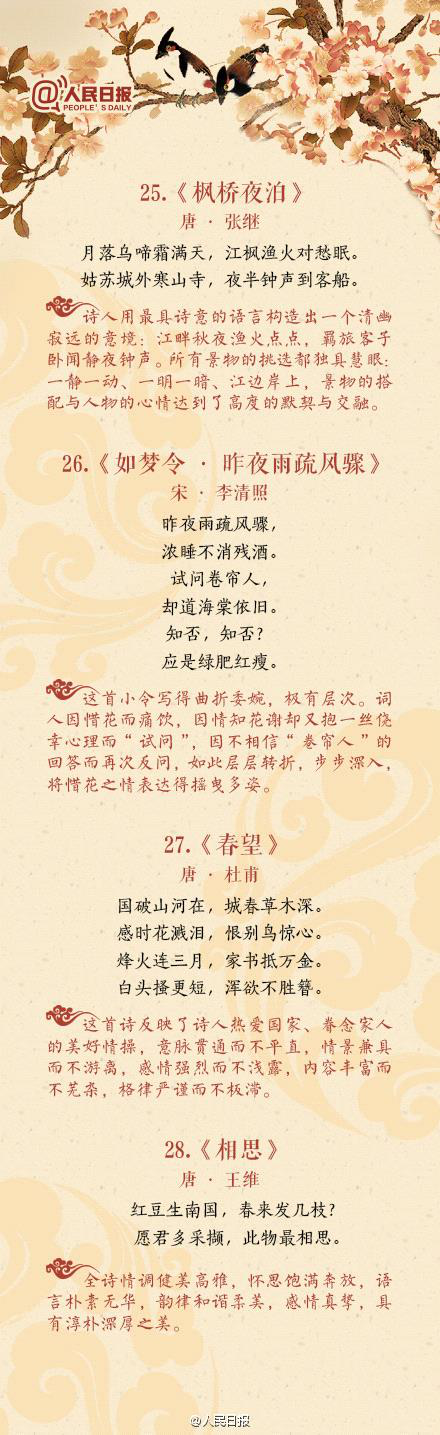 @人民日报
PEOPLE'S DAILY
25.《枫桥夜泊》
唐 · 张继
月落乌啼霜满天，江枫渔火对愁眠。
姑苏城外寒山寺，夜半钟声到客船。
诗人用最具诗意的语言构造出一个清幽
寂远的意境：江畔秋夜渔火点点，羁旅客子
卧闻静夜钟声。所有景物的挑选都独具慧眼：
一静一动、一明一暗、江边岸上，景物的搭
配与人物的心情达到了高度的默契与交融。
26.《如梦令 · 昨夜雨疏风骤》
宋 · 李清照
昨夜雨疏风骤，
浓睡不消残酒。
试问卷帘人，
却道海棠依旧。
知否，知否？
应是绿肥红瘦。
这首小令写得曲折委婉，极有层次。词
人因惜花而痛饮，因情知花谢却又抱一丝侥
幸心理而“试问”，因不相信“卷帘人”的
回答而再次反问，如此层层转折，步步深入，
将惜花之情表达得摇曳多姿。
27.《春望》
唐 · 杜甫
国破山河在，城春草木深。
感时花溅泪，恨别鸟惊心。
烽火连三月，家书抵万金。
白头搔更短，浑欲不胜簪。
这首诗反映了诗人热爱国家、眷念家人
的美好情操，意脉贯通而不平直，情景兼具
而不游离，感情强烈而不浅露，内容丰富而
不芜杂，格律严谨而不板滞。
28.《相思》
唐 · 王维
红豆生南国，春来发几枝？
愿君多采撷，此物最相思。
全诗情调健美高雅，怀思饱满奔放，语
言朴素无华，韵律和谐柔美，感情真挚，具
有淳朴深厚之美。
@人民日报